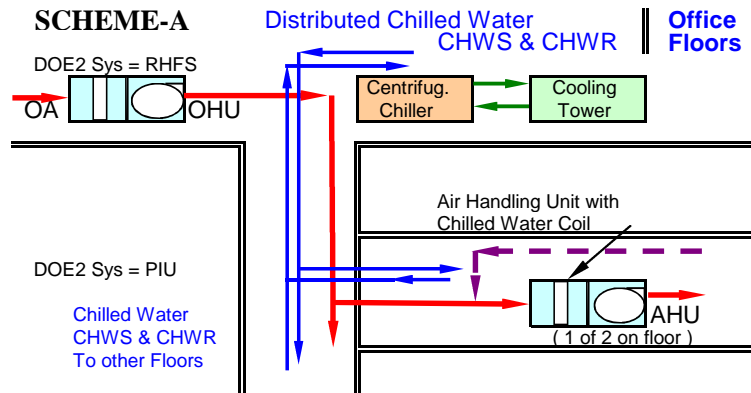 SCHEME-A
Distributed Chilled Water
CHWS & CHWR
Office
Floors
DOE2 Sys = RHFS
OA
OHU
Centrifug.
Chiller
Cooling
Tower
Air Handling Unit with
Chilled Water Coil
DOE2 Sys = PIU
Chilled Water
CHWS & CHWR
To other Floors
AHU
( 1 of 2 on floor )